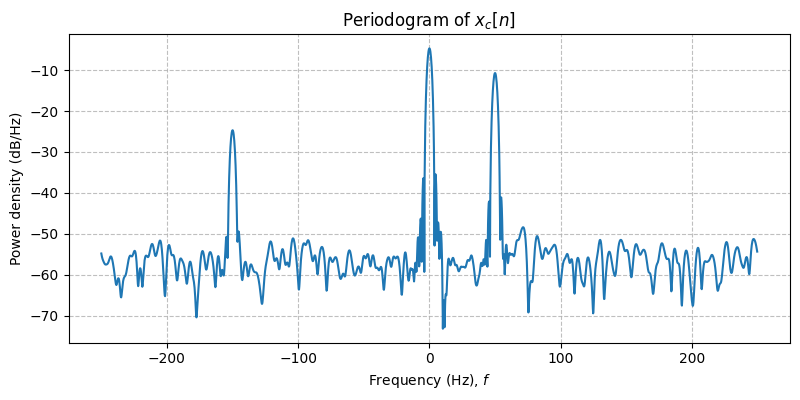 Periodogram of $x_c[n]$
Power density (dB/Hz)
−10
−20
−30
−40
−50
−60
−70
−200 −100 0 100 200
Frequency (Hz), $f$